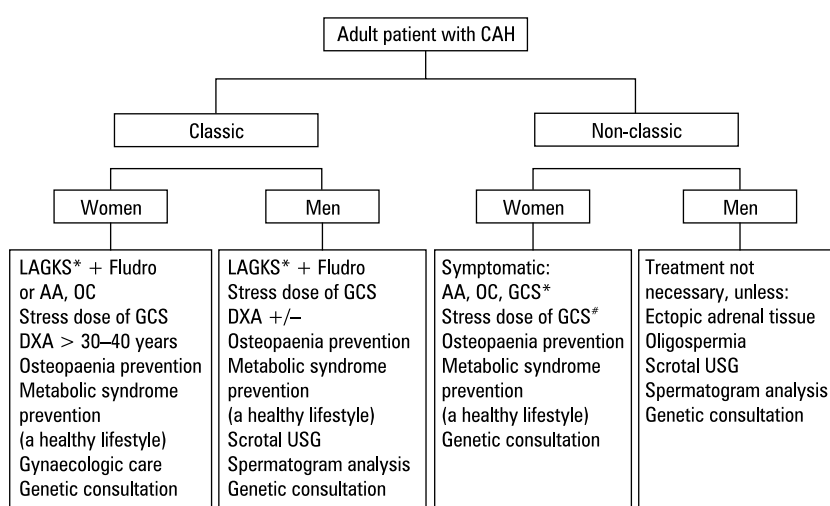 Adult patient with CAH
Classic
Non-classic
Women
Men
Women
Men
LAGKS* + Fludro
or AA, OC
Stress dose of GCS
DXA > 30–40 years
Osteopaenia prevention
Metabolic syndrome
prevention
(a healthy lifestyle)
Gynaecologic care
Genetic consultation
LAGKS* + Fludro
Stress dose of GCS
DXA +/–
Osteopaenia prevention
Metabolic syndrome
prevention
(a healthy lifestyle)
Scrotal USG
Spermatogram analysis
Genetic consultation
Symptomatic:
AA, OC, GCS*
Stress dose of GCS#
Osteopaenia prevention
Metabolic syndrome
prevention
(a healthy lifestyle)
Genetic consultation
Treatment not
necessary, unless:
Ectopic adrenal tissue
Oligospermia
Scrotal USG
Spermatogram analysis
Genetic consultation